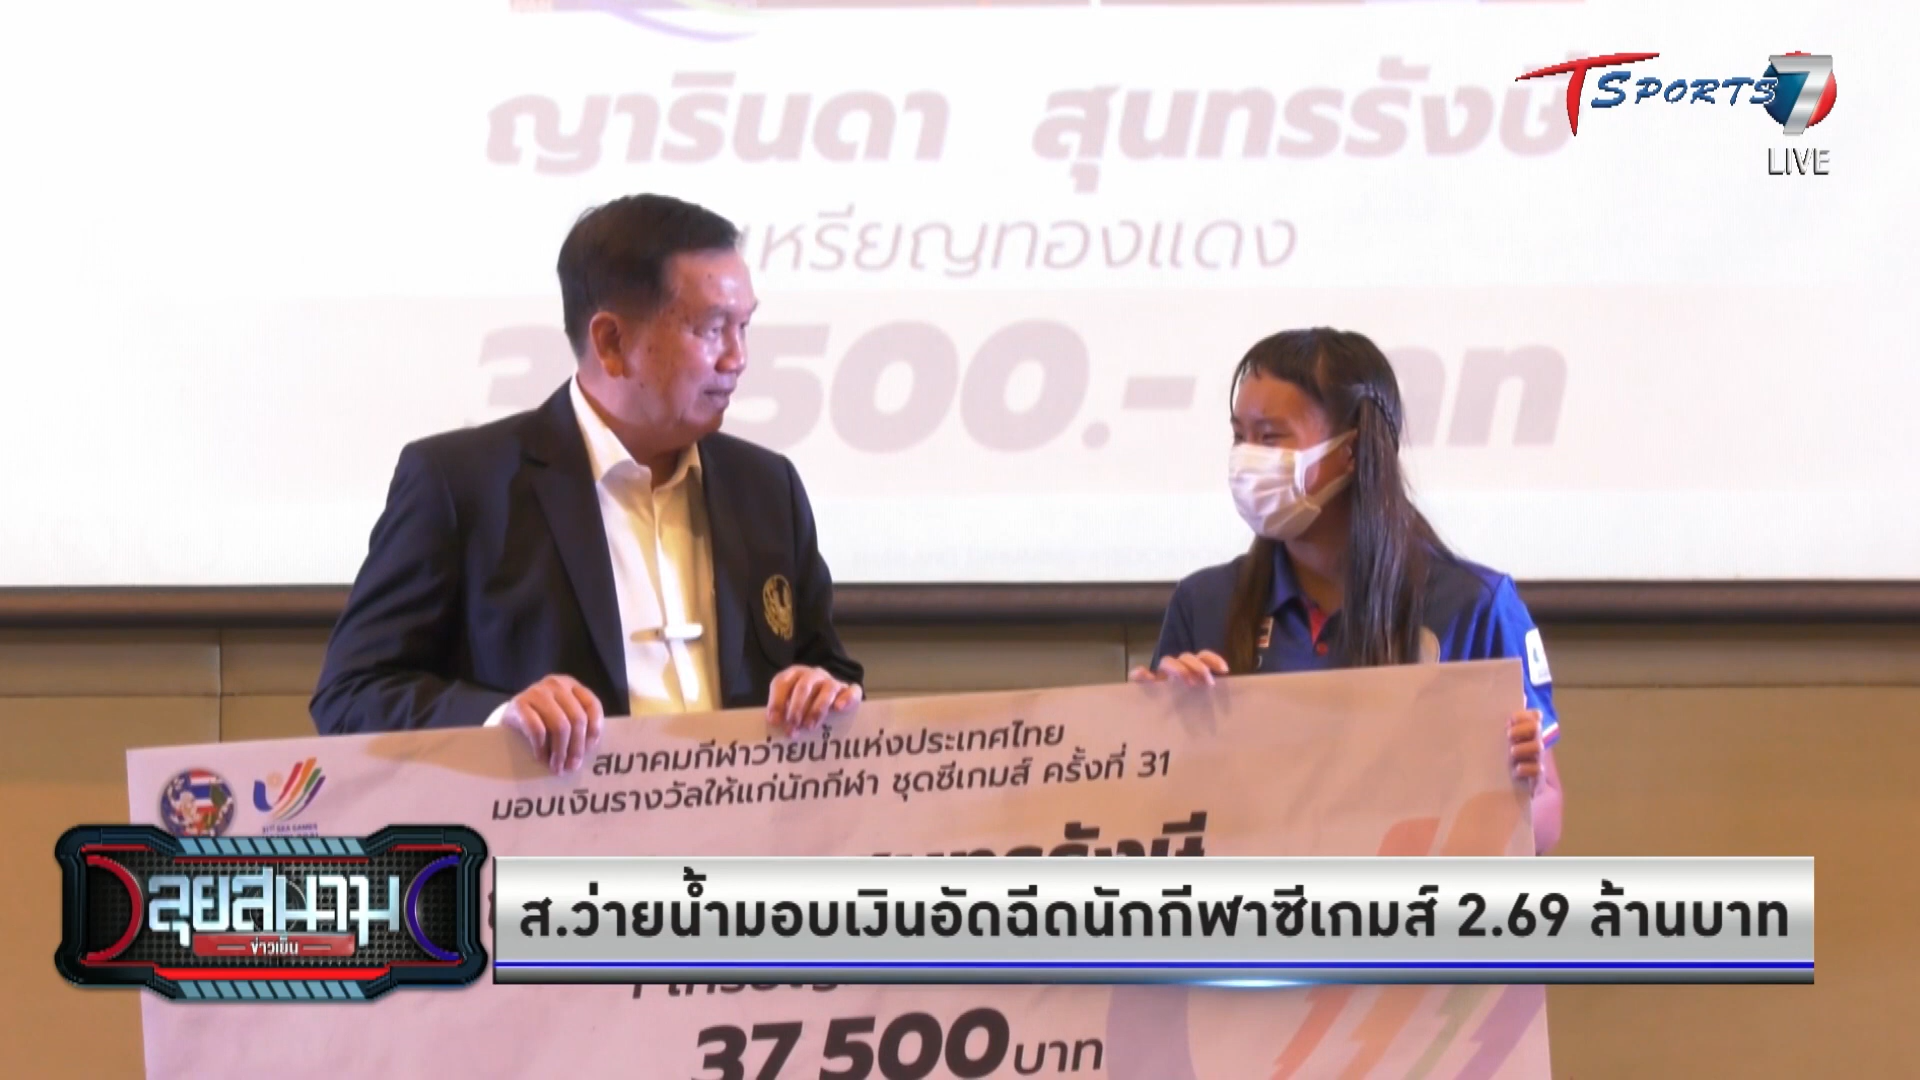 ญารินดา สุนทรรังษี
เหรียญทองแดง
500.-
T SPORTS 7
LIVE
สมาคมกีฬาว่ายน้ำแห่งประเทศไทย
มอบเงินรางวัลให้แก่นักกีฬา ชุดซีเกมส์ ครั้งที่ 31
31ST SEA GAMES
ลุยสนาม
ข่าวเย็น
ส.ว่ายน้ำมอบเงินอัดฉีดนักกีฬาซีเกมส์ 2.69 ล้านบาท
37,500 บาท